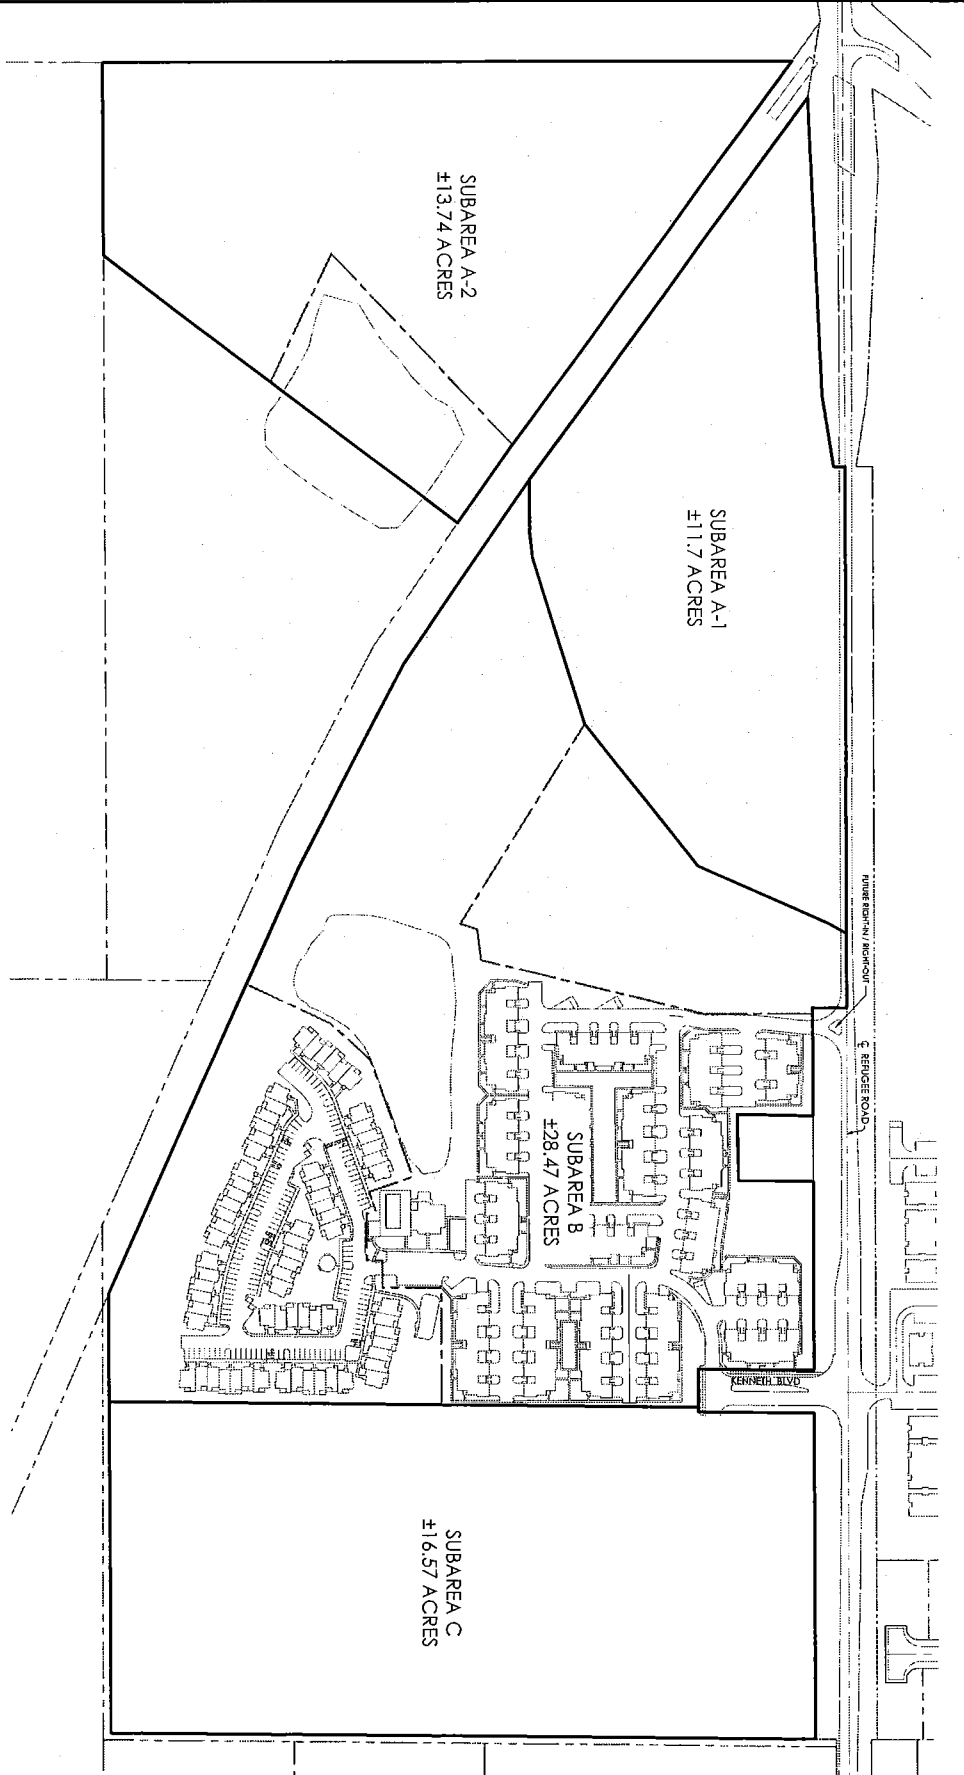 SUBAREA A-2
±13.74 ACRES
SUBAREA A-1
±11.7 ACRES
FUTURE RIGHT-IN / RIGHT-OUT
℄ REFUGEE ROAD
SUBAREA B
±28.47 ACRES
KENNETH BLVD
SUBAREA C
±16.57 ACRES